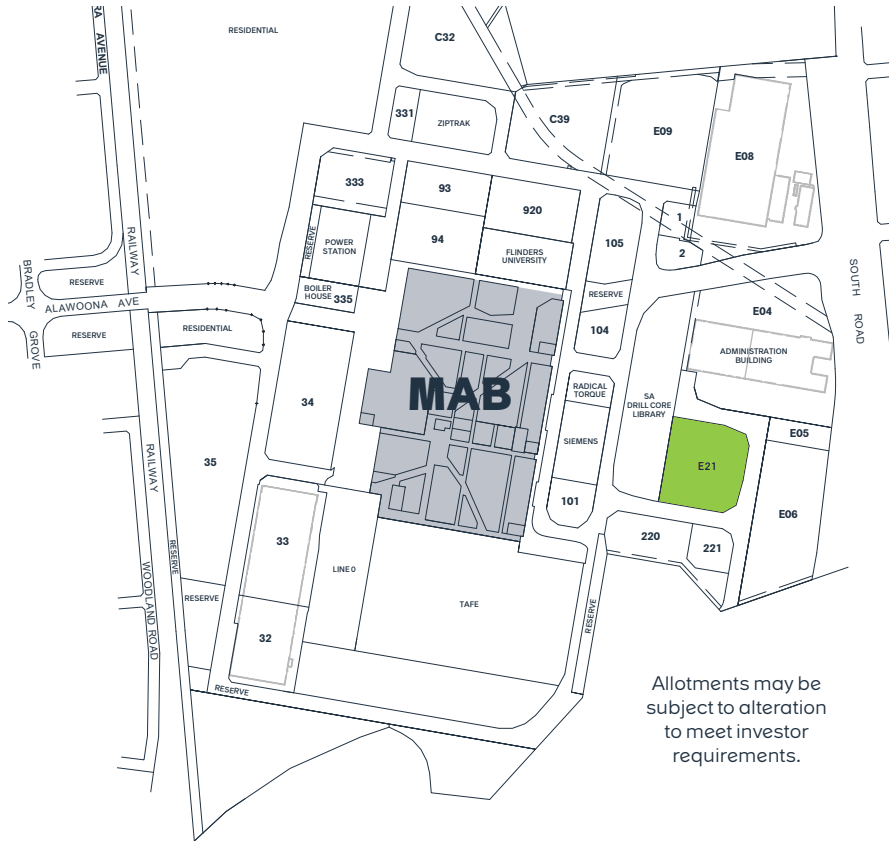 RA AVENUE
RESIDENTIAL
C32
331
ZIPTRAK
C39
E09
E08
333
93
920
94
105
1
2
RESERVE
POWER
STATION
FLINDERS
UNIVERSITY
RAILWAY
BRADLEY GROVE
RESERVE
ALAWOONA AVE
RESERVE
RESIDENTIAL
BOILER
HOUSE
335
RESERVE
104
E04
SOUTH ROAD
ADMINISTRATION
BUILDING
MAB
34
RADICAL
TORQUE
SA
DRILL CORE
LIBRARY
SIEMENS
E05
E21
35
RAILWAY
101
E06
33
220
221
LINE 0
RESERVE
WOODLAND ROAD
RESERVE
TAFE
RESERVE
32
RESERVE
Allotments may be
subject to alteration
to meet investor
requirements.